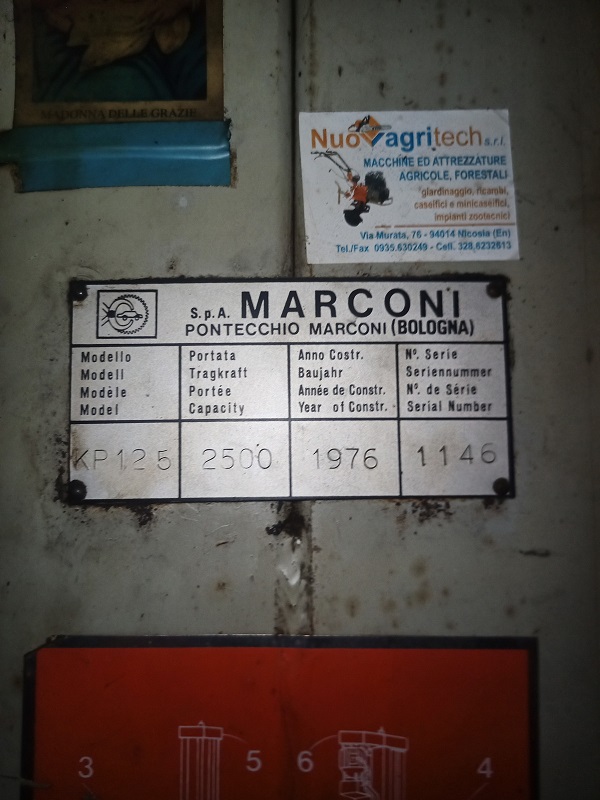 MADONNA DELLE GRAZIE
Nuovagritech s.r.l.
MACCHINE ED ATTREZZATURE
AGRICOLE, FORESTALI
giardinaggio, ricambi,
caseifici e minicaseifici,
impianti zootecnici
Via Murata, 76 - 94014 Nicosia (En)
Tel./Fax 0935.630249 - Cell. 328.6232613
S.p.A. MARCONI
PONTECCHIO MARCONI (BOLOGNA)
Modello Portata Anno Costr. N°. Serie
Modell Tragkraft Baujahr Seriennummer
Modèle Portée Année de Constr. N°. de Série
Model Capacity Year of Constr. Serial Number
KP125 2500 1976 1146
3 5 6 4